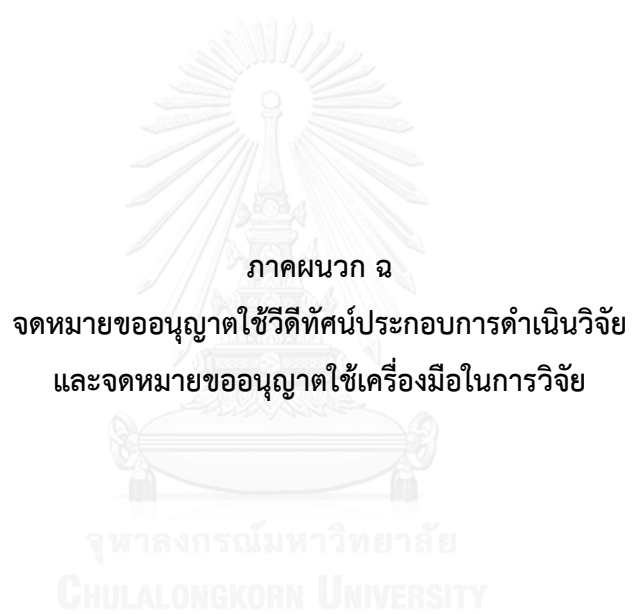 ภาคผนวก ฉ
จดหมายขออนุญาตใช้วีดีทัศน์ประกอบการดำเนินวิจัย
และจดหมายขออนุญาตใช้เครื่องมือในการวิจัย
จุฬาลงกรณ์มหาวิทยาลัย
CHULALONGKORN UNIVERSITY